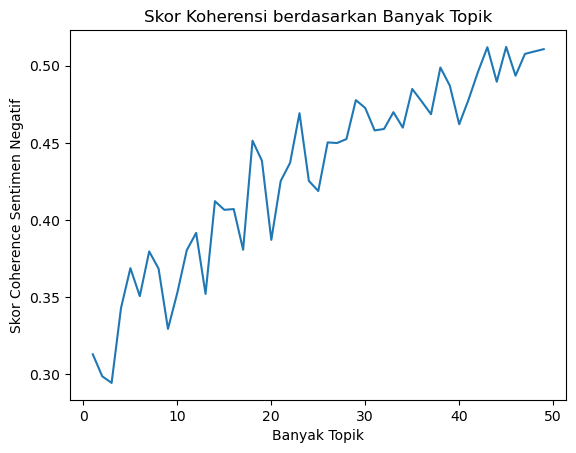 Skor Koherensi berdasarkan Banyak Topik
Skor Coherence Sentimen Negatif
0.50
0.45
0.40
0.35
0.30
0 10 20 30 40 50
Banyak Topik